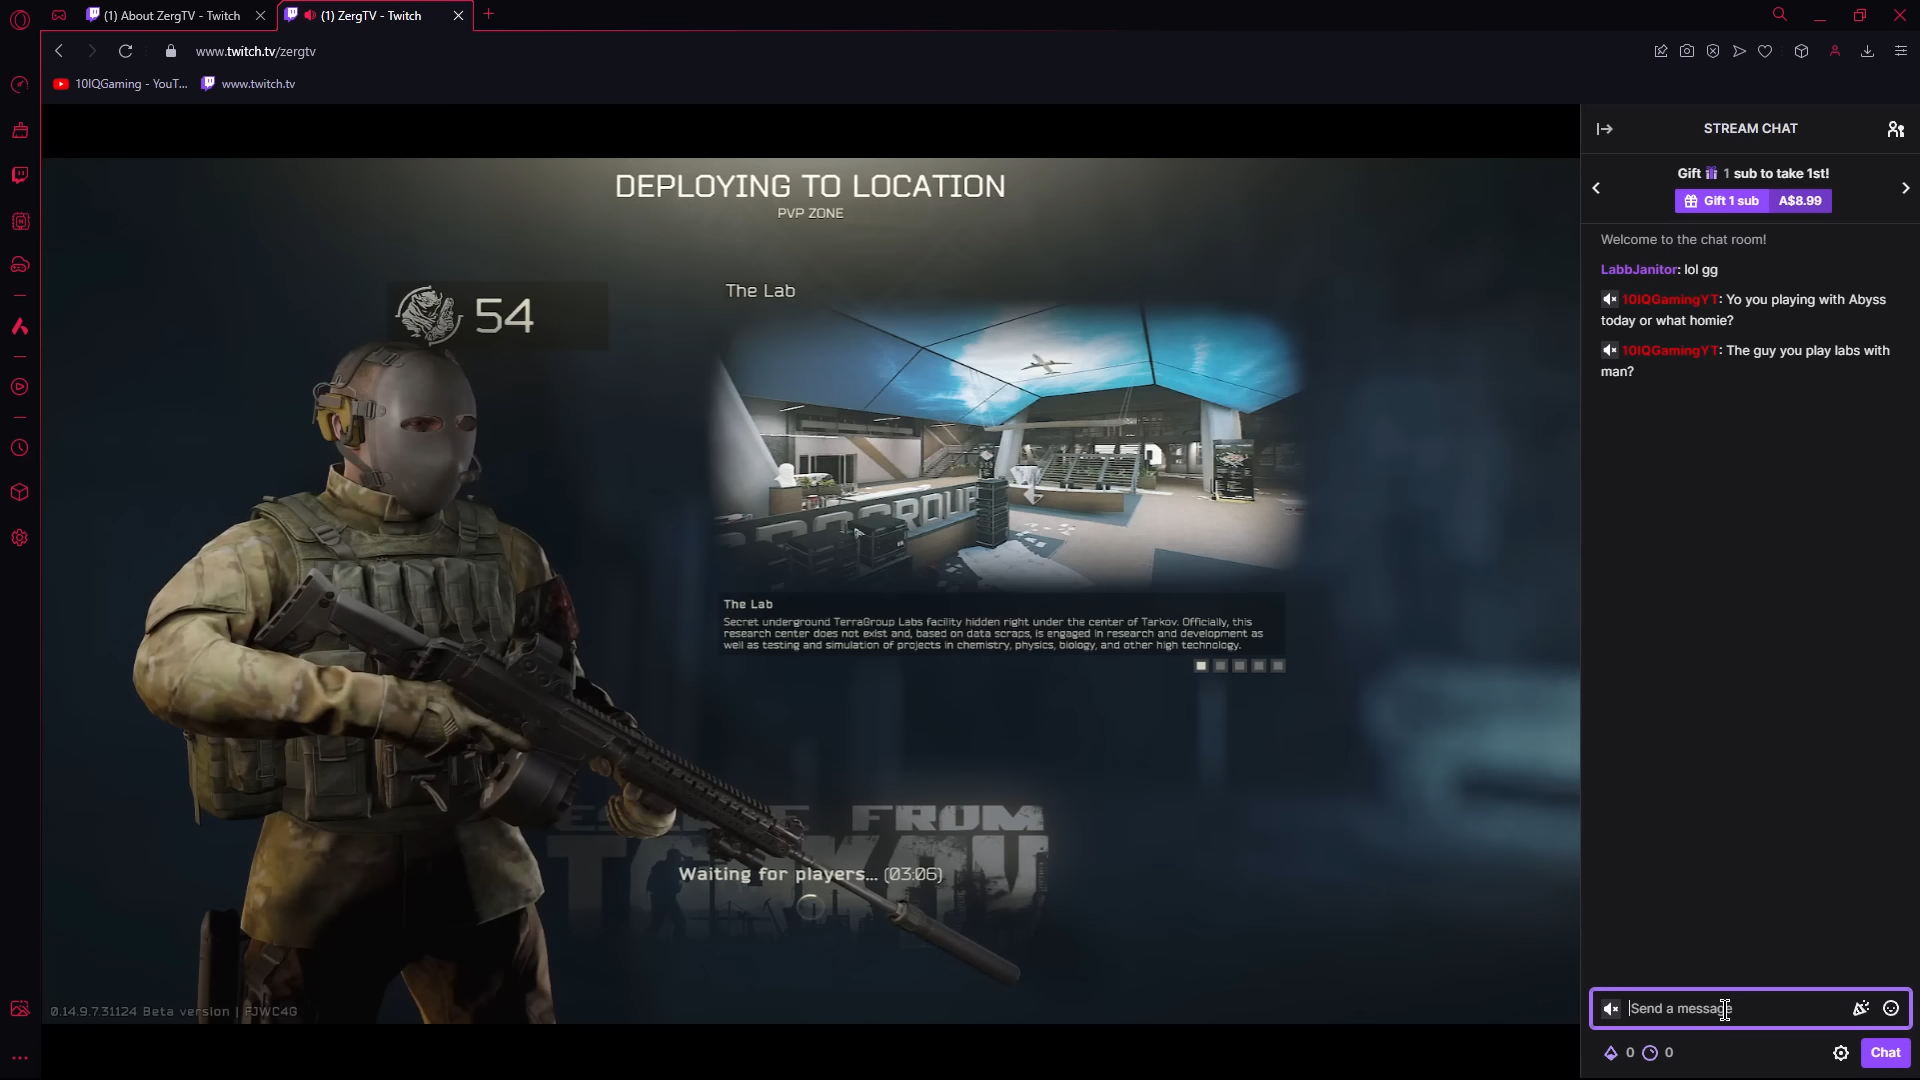 (1) About ZergTV - Twitch
(1) ZergTV - Twitch
www.twitch.tv/zergtv
10IQGaming - YouT...
www.twitch.tv
DEPLOYING TO LOCATION
PVP ZONE
54
The Lab
The Lab
Secret underground TerraGroup Labs facility hidden right under the center of Tarkov. Officially, this
research center does not exist and, based on data scraps, is engaged in research and development as
well as testing and simulation of projects in chemistry, physics, biology, and other high technology.
ESCAPE FROM
TARKOV
Waiting for players... (03:06)
0.14.9.7.31124 Beta version | FJWC4G
STREAM CHAT
Gift 1 sub to take 1st!
Gift 1 sub A$8.99
Welcome to the chat room!
LabbJanitor: lol gg
10IQGamingYT: Yo you playing with Abyss
today or what homie?
10IQGamingYT: The guy you play labs with
man?
Send a message
0 0
Chat